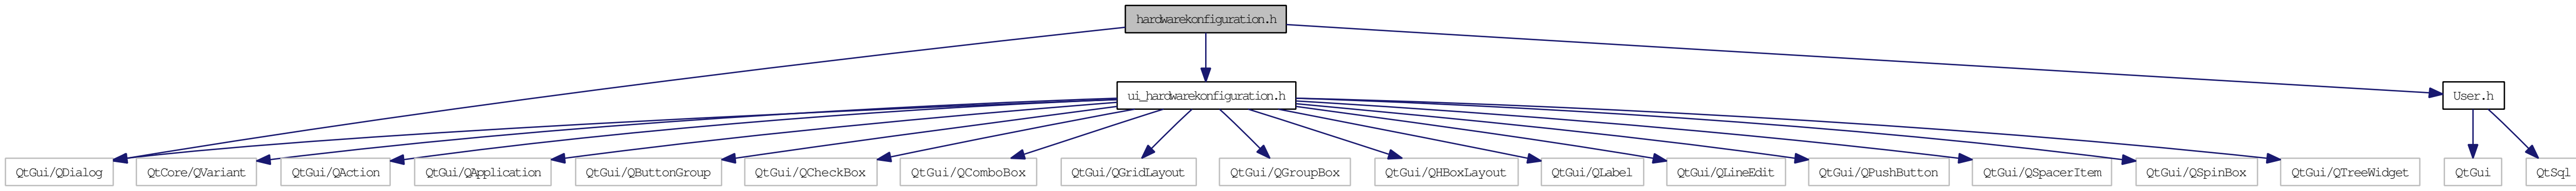 hardwarekonfiguration.h
ui_hardwarekonfiguration.h
User.h
QtGui/QDialog
QtCore/QVariant
QtGui/QAction
QtGui/QApplication
QtGui/QButtonGroup
QtGui/QCheckBox
QtGui/QComboBox
QtGui/QGridLayout
QtGui/QGroupBox
QtGui/QHBoxLayout
QtGui/QLabel
QtGui/QLineEdit
QtGui/QPushButton
QtGui/QSpacerItem
QtGui/QSpinBox
QtGui/QTreeWidget
QtGui
QtSql